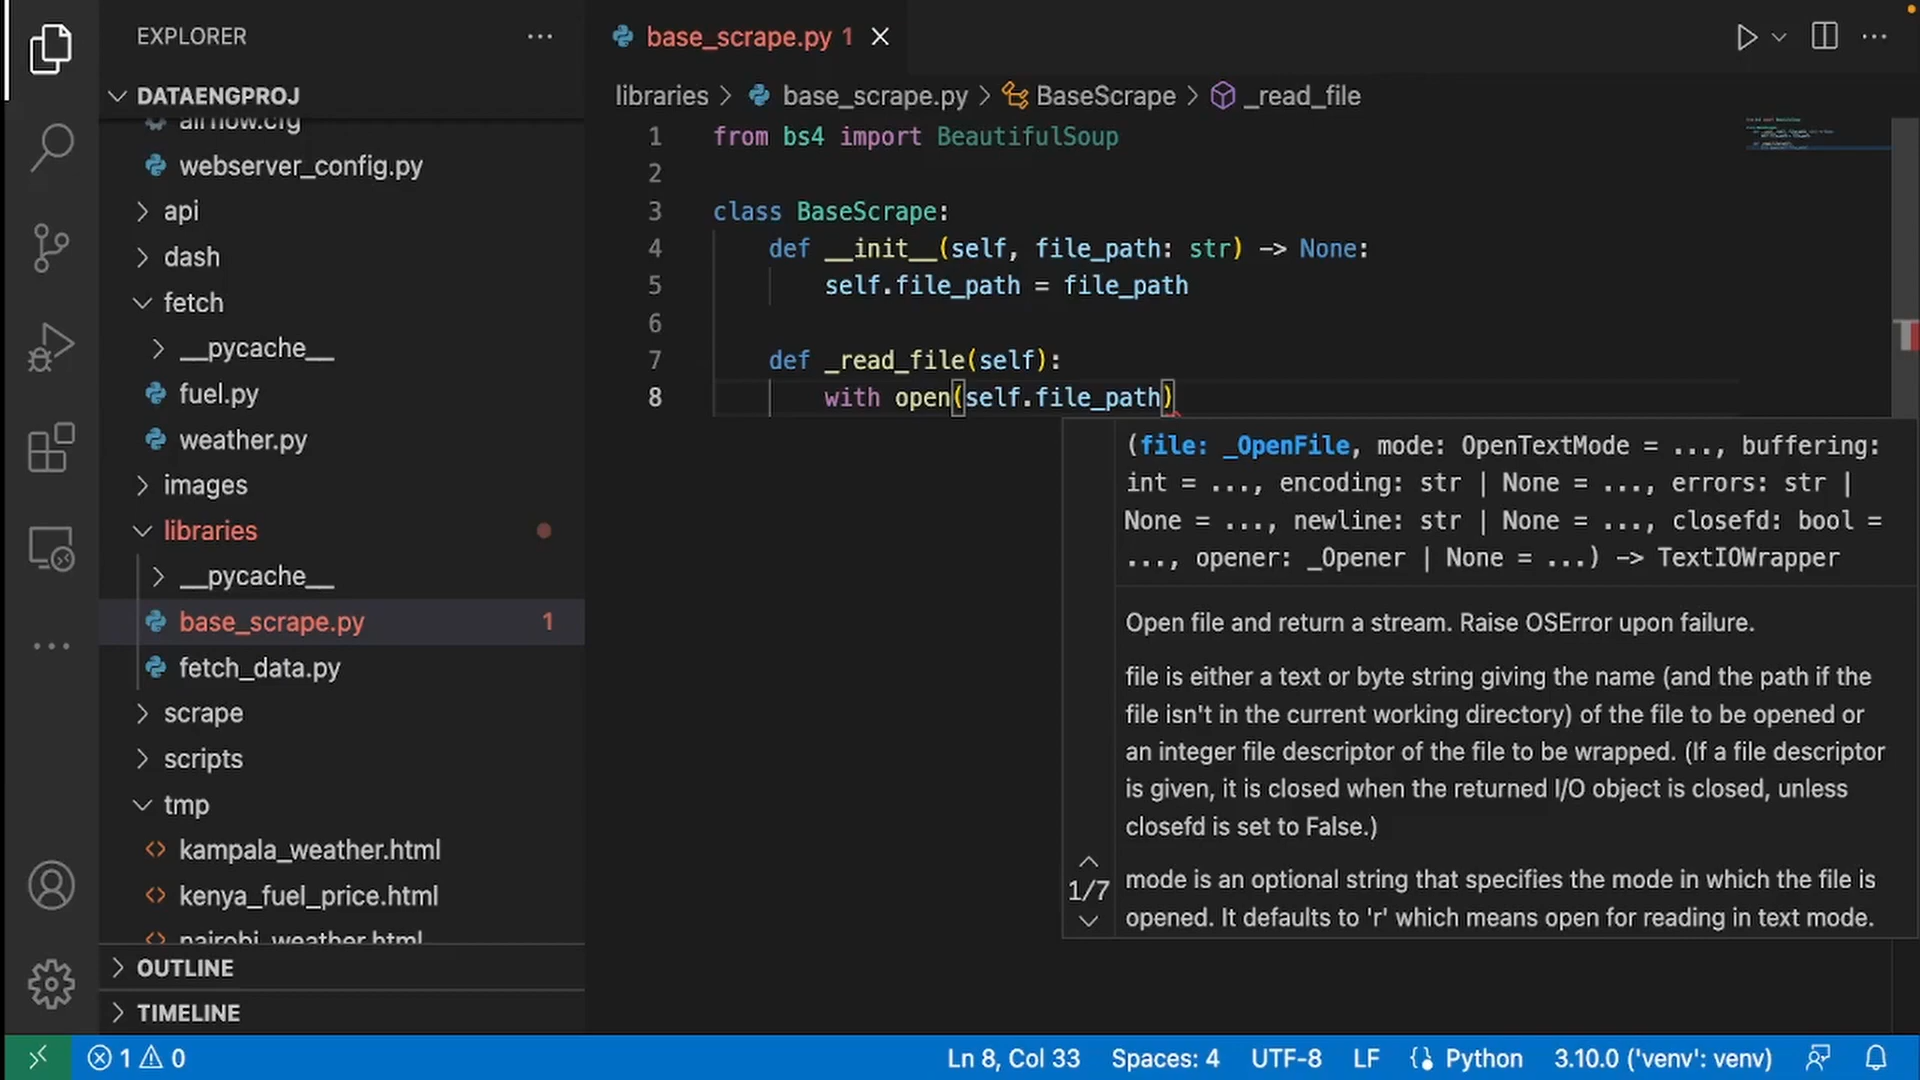 EXPLORER
DATAENGPROJ
airflow.cfg
webserver_config.py
api
dash
fetch
__pycache__
fuel.py
weather.py
images
libraries
__pycache__
base_scrape.py 1
fetch_data.py
scrape
scripts
tmp
kampala_weather.html
kenya_fuel_price.html
nairobi_weather.html
OUTLINE
TIMELINE
base_scrape.py 1
libraries > base_scrape.py > BaseScrape > _read_file
1 from bs4 import BeautifulSoup
2
3 class BaseScrape:
4 def __init__(self, file_path: str) -> None:
5 self.file_path = file_path
6
7 def _read_file(self):
8 with open(self.file_path)
(file: _OpenFile, mode: OpenTextMode = ..., buffering:
int = ..., encoding: str | None = ..., errors: str |
None = ..., newline: str | None = ..., closefd: bool =
..., opener: _Opener | None = ...) -> TextIOWrapper
Open file and return a stream. Raise OSError upon failure.
file is either a text or byte string giving the name (and the path if the
file isn't in the current working directory) of the file to be opened or
an integer file descriptor of the file to be wrapped. (If a file descriptor
is given, it is closed when the returned I/O object is closed, unless
closefd is set to False.)
1/7
mode is an optional string that specifies the mode in which the file is
opened. It defaults to 'r' which means open for reading in text mode.
1 0
Ln 8, Col 33 Spaces: 4 UTF-8 LF Python 3.10.0 ('venv': venv)